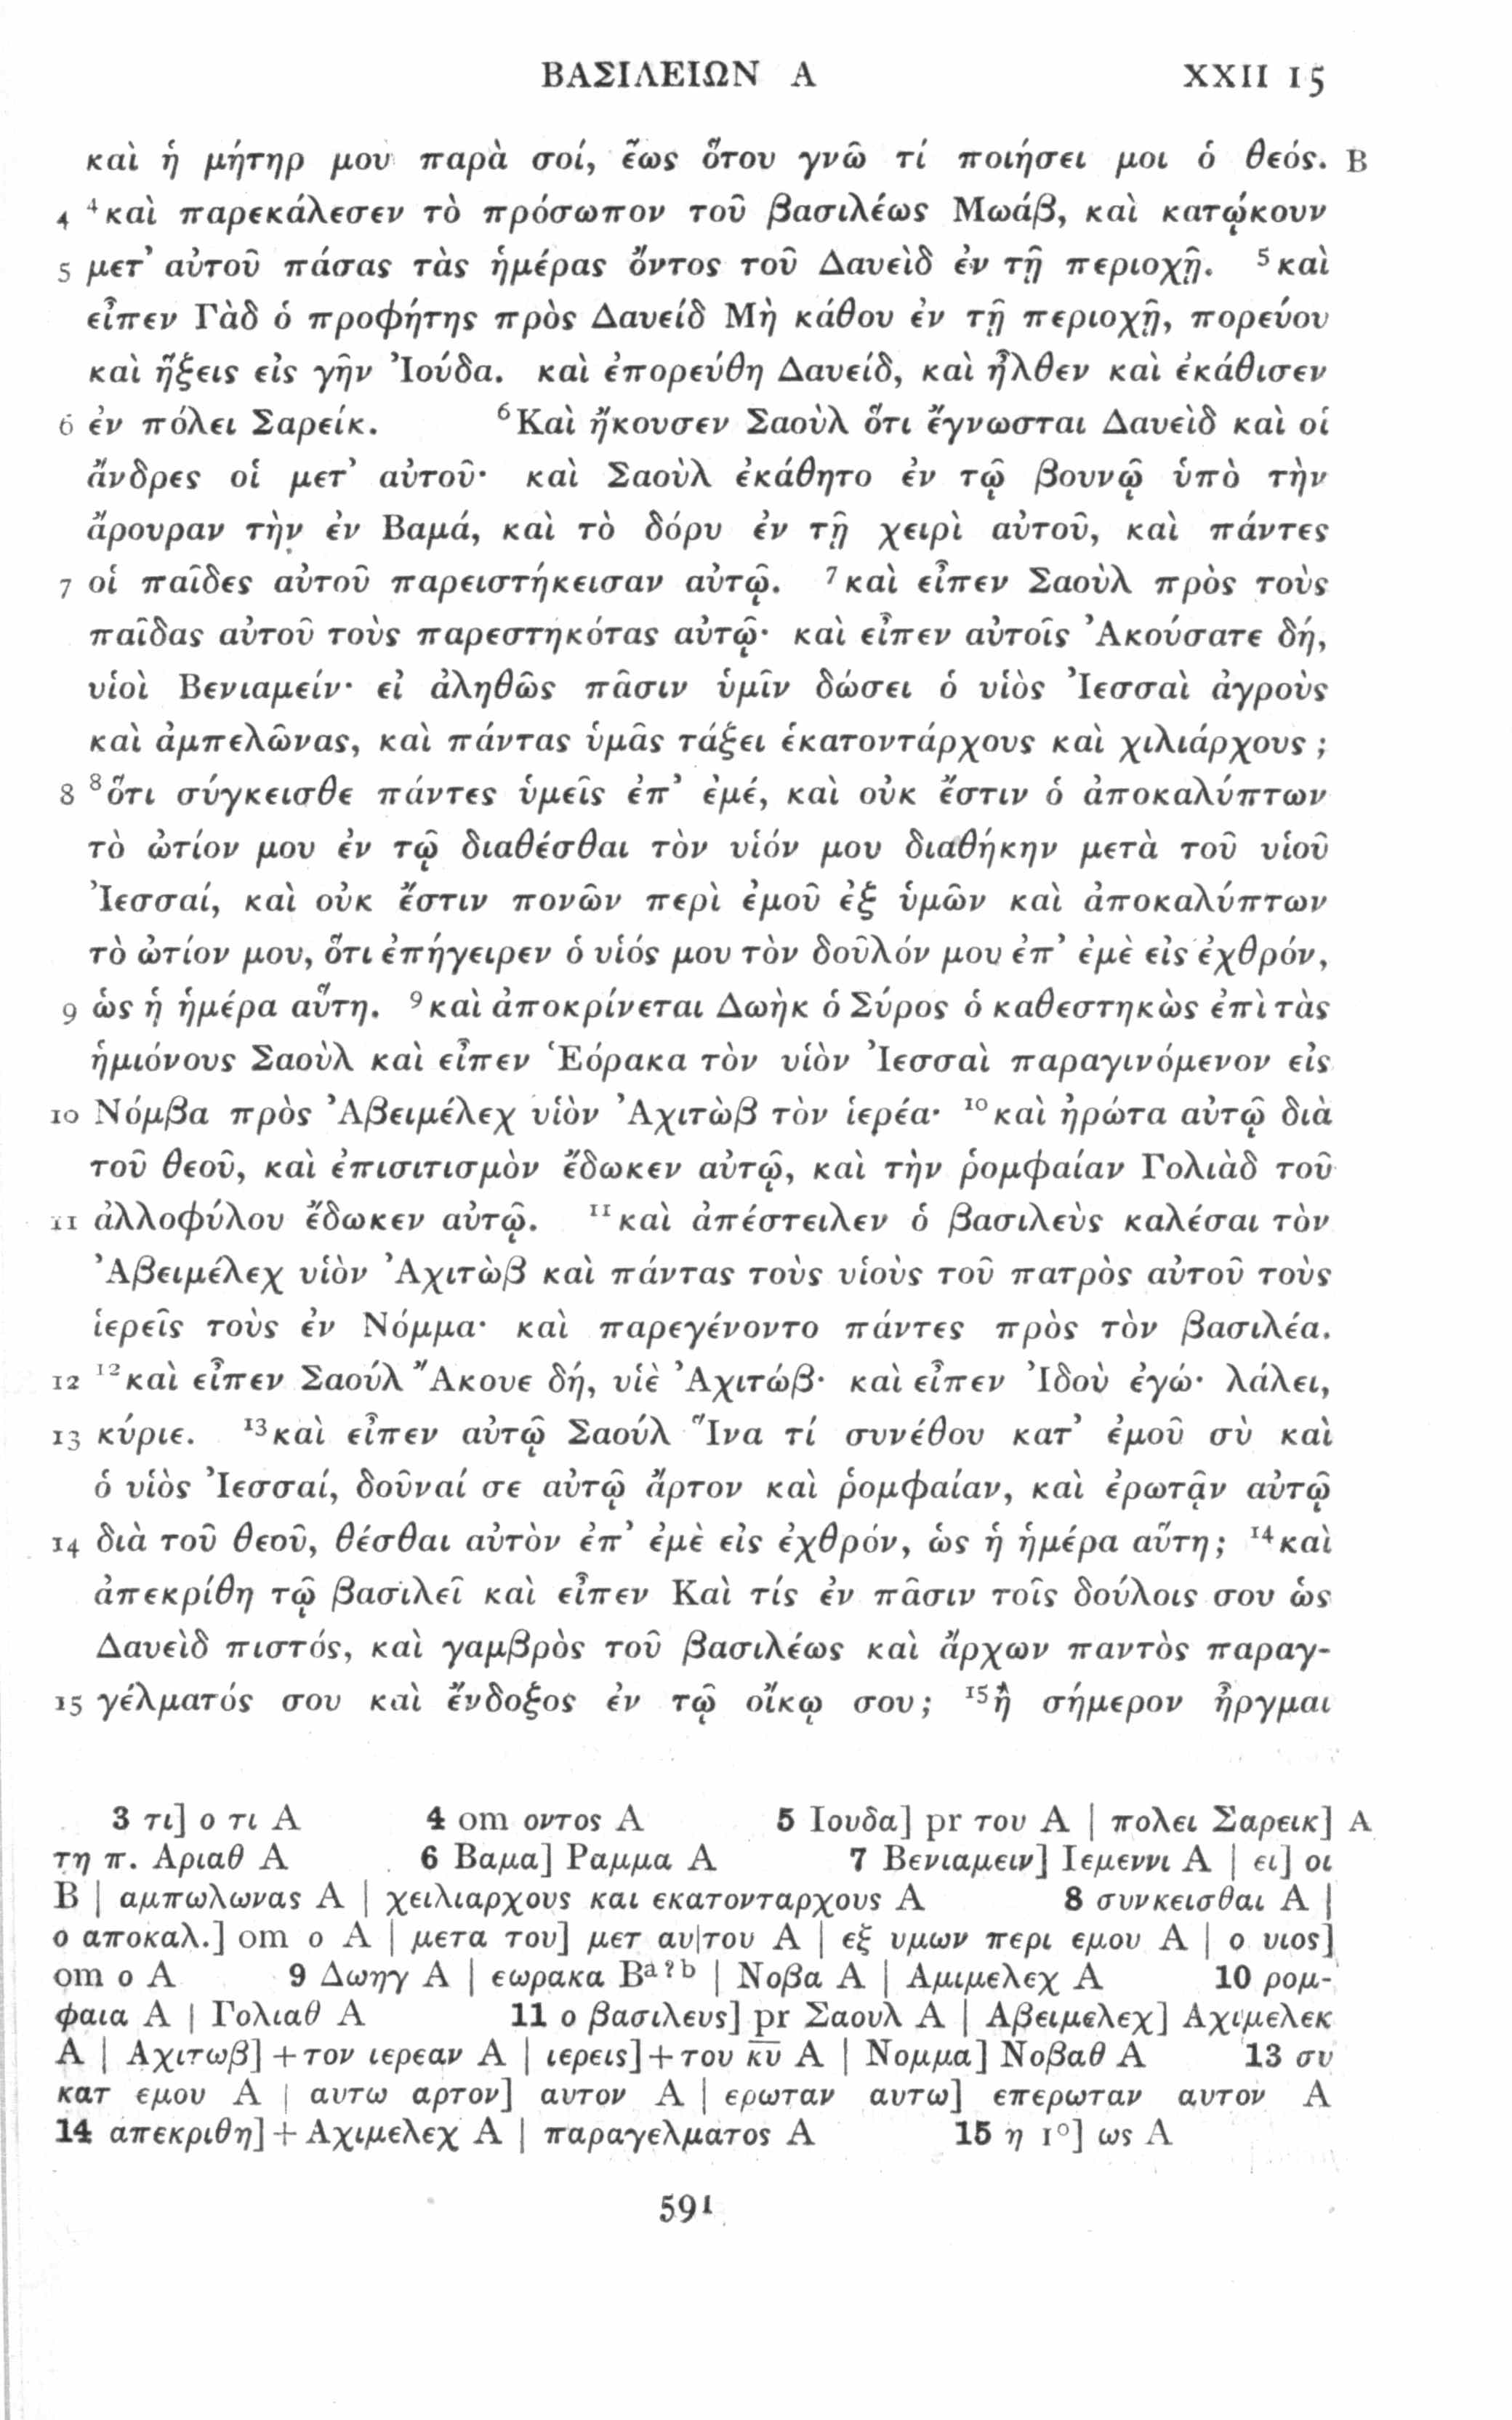 ΒΑΣΙΛΕΙΩΝ Α XXII 15
καὶ ἡ μήτηρ μου παρὰ σοί, ἕως ὅτου γνῶ τί ποιήσει μοι ὁ θεός. B
4 ⁴καὶ παρεκάλεσεν τὸ πρόσωπον τοῦ βασιλέως Μωάβ, καὶ κατῴκουν
5 μετ᾽ αὐτοῦ πάσας τὰς ἡμέρας ὄντος τοῦ Δαυεὶδ ἐν τῇ περιοχῇ. ⁵καὶ
εἶπεν Γὰδ ὁ προφήτης πρὸς Δαυείδ Μὴ κάθου ἐν τῇ περιοχῇ, πορεύου
καὶ ἥξεις εἰς γῆν Ἰούδα. καὶ ἐπορεύθη Δαυείδ, καὶ ἦλθεν καὶ ἐκάθισεν
6 ἐν πόλει Σαρείκ. ⁶Καὶ ἤκουσεν Σαοὺλ ὅτι ἔγνωσται Δαυεὶδ καὶ οἱ
ἄνδρες οἱ μετ᾽ αὐτοῦ· καὶ Σαοὺλ ἐκάθητο ἐν τῷ βουνῷ ὑπὸ τὴν
ἄρουραν τὴν ἐν Βαμά, καὶ τὸ δόρυ ἐν τῇ χειρὶ αὐτοῦ, καὶ πάντες
7 οἱ παῖδες αὐτοῦ παρειστήκεισαν αὐτῷ. ⁷καὶ εἶπεν Σαοὺλ πρὸς τοὺς
παῖδας αὐτοῦ τοὺς παρεστηκότας αὐτῷ· καὶ εἶπεν αὐτοῖς Ἀκούσατε δή,
υἱοὶ Βενιαμείν· εἰ ἀληθῶς πᾶσιν ὑμῖν δώσει ὁ υἱὸς Ἰεσσαὶ ἀγροὺς
καὶ ἀμπελῶνας, καὶ πάντας ὑμᾶς τάξει ἑκατοντάρχους καὶ χιλιάρχους ;
8 ⁸ὅτι σύγκεισθε πάντες ὑμεῖς ἐπ᾽ ἐμέ, καὶ οὐκ ἔστιν ὁ ἀποκαλύπτων
τὸ ὠτίον μου ἐν τῷ διαθέσθαι τὸν υἱόν μου διαθήκην μετὰ τοῦ υἱοῦ
Ἰεσσαί, καὶ οὐκ ἔστιν πονῶν περὶ ἐμοῦ ἐξ ὑμῶν καὶ ἀποκαλύπτων
τὸ ὠτίον μου, ὅτι ἐπήγειρεν ὁ υἱός μου τὸν δοῦλόν μου ἐπ᾽ ἐμὲ εἰς ἐχθρόν,
9 ὡς ἡ ἡμέρα αὕτη. ⁹καὶ ἀποκρίνεται Δωὴκ ὁ Σύρος ὁ καθεστηκὼς ἐπὶ τὰς
ἡμιόνους Σαοὺλ καὶ εἶπεν Ἑόρακα τὸν υἱὸν Ἰεσσαὶ παραγινόμενον εἰς
10 Νόμβα πρὸς Ἀβειμέλεχ υἱὸν Ἀχιτὼβ τὸν ἱερέα· ¹⁰καὶ ἠρώτα αὐτῷ διὰ
τοῦ θεοῦ, καὶ ἐπισιτισμὸν ἔδωκεν αὐτῷ, καὶ τὴν ῥομφαίαν Γολιὰδ τοῦ
11 ἀλλοφύλου ἔδωκεν αὐτῷ. ¹¹καὶ ἀπέστειλεν ὁ βασιλεὺς καλέσαι τὸν
Ἀβειμέλεχ υἱὸν Ἀχιτὼβ καὶ πάντας τοὺς υἱοὺς τοῦ πατρὸς αὐτοῦ τοὺς
ἱερεῖς τοὺς ἐν Νόμμα· καὶ παρεγένοντο πάντες πρὸς τὸν βασιλέα.
12 ¹²καὶ εἶπεν Σαούλ Ἄκουε δή, υἱὲ Ἀχιτώβ· καὶ εἶπεν Ἰδοὺ ἐγώ· λάλει,
13 κύριε. ¹³καὶ εἶπεν αὐτῷ Σαούλ Ἵνα τί συνέθου κατ᾽ ἐμοῦ σὺ καὶ
ὁ υἱὸς Ἰεσσαί, δοῦναί σε αὐτῷ ἄρτον καὶ ῥομφαίαν, καὶ ἐρωτᾷν αὐτῷ
14 διὰ τοῦ θεοῦ, θέσθαι αὐτὸν ἐπ᾽ ἐμὲ εἰς ἐχθρόν, ὡς ἡ ἡμέρα αὕτη; ¹⁴καὶ
ἀπεκρίθη τῷ βασιλεῖ καὶ εἶπεν Καὶ τίς ἐν πᾶσιν τοῖς δούλοις σου ὡς
Δαυεὶδ πιστός, καὶ γαμβρὸς τοῦ βασιλέως καὶ ἄρχων παντὸς παραγ-
15 γέλματός σου καὶ ἔνδοξος ἐν τῷ οἴκῳ σου; ¹⁵ἢ σήμερον ἦργμαι
3 τι] ο τι A 4 om οντος A 5 Ιουδα] pr του A | πολει Σαρεικ] A
τη π. Αριαθ A 6 Βαμα] Ραμμα A 7 Βενιαμειν] Ιεμεννι A | ει] οι
B | αμπωλωνας A | χειλιαρχους και εκατονταρχους A 8 συνκεισθαι A |
ο αποκαλ.] om ο A | μετα του] μετ αυ|του A | εξ υμων περι εμου A | ο υιος]
om ο A 9 Δωηγ A | εωρακα Bᵃ?ᵇ | Νοβα A | Αμιμελεχ A 10 ρομ-
φαια A | Γολιαθ A 11 ο βασιλευς] pr Σαουλ A | Αβειμελεχ] Αχιμελεκ
A | Αχιτωβ] +τον ιερεαν A | ιερεις]+του κ̅υ̅ A | Νομμα] Νοβαθ A 13 συ
κατ εμου A | αυτω αρτον] αυτον A | ερωταν αυτω] επερωταν αυτον A
14 απεκριθη]+Αχιμελεχ A | παραγελματος A 15 η 1°] ως A
591